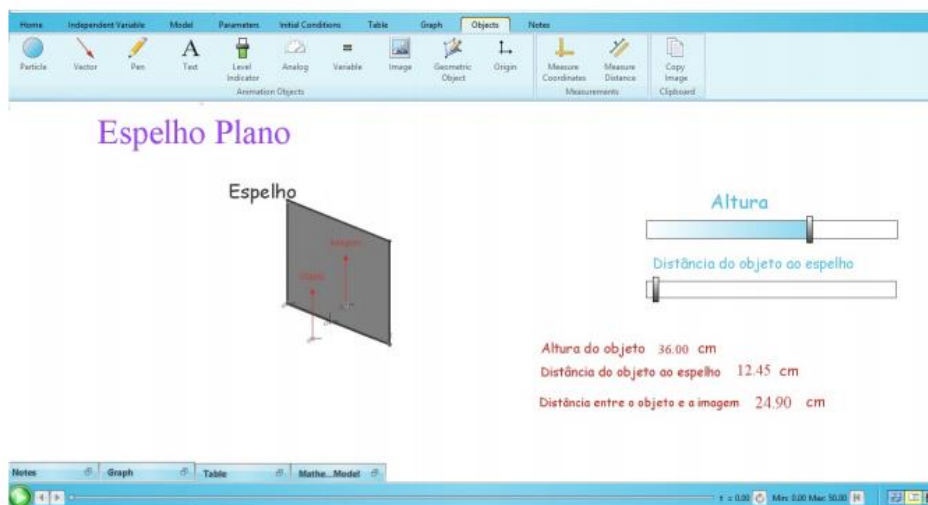 Home Independent Variable Model Parameters Initial Conditions Table Graph Objects Notes
Particle Vector Pen Text Level Indicator Analog Variable Image Geometric Object Origin Measure Coordinates Measure Distance Copy Image
Animation Objects Measurements Clipboard
Espelho Plano
Espelho
Imagem
Objeto
Altura
Distância do objeto ao espelho
Altura do objeto 36.00 cm
Distância do objeto ao espelho 12.45 cm
Distância entre o objeto e a imagem 24.90 cm
Notes Graph Table Mathe...Model
t = 0.00 Min: 0.00 Max: 50.00